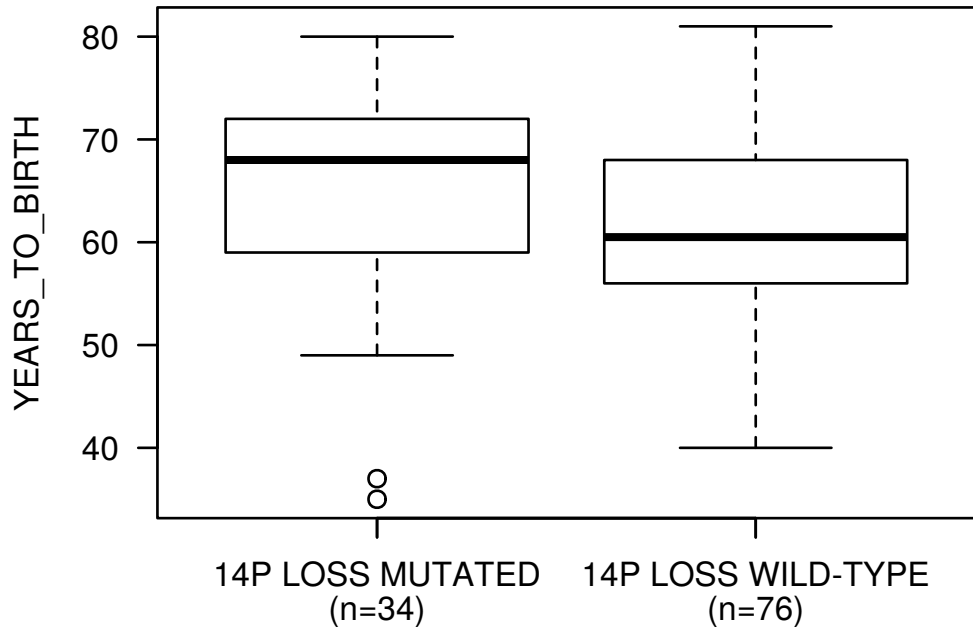 YEARS_TO_BIRTH
80
70
60
50
40
14P LOSS MUTATED
(n=34)
14P LOSS WILD-TYPE
(n=76)